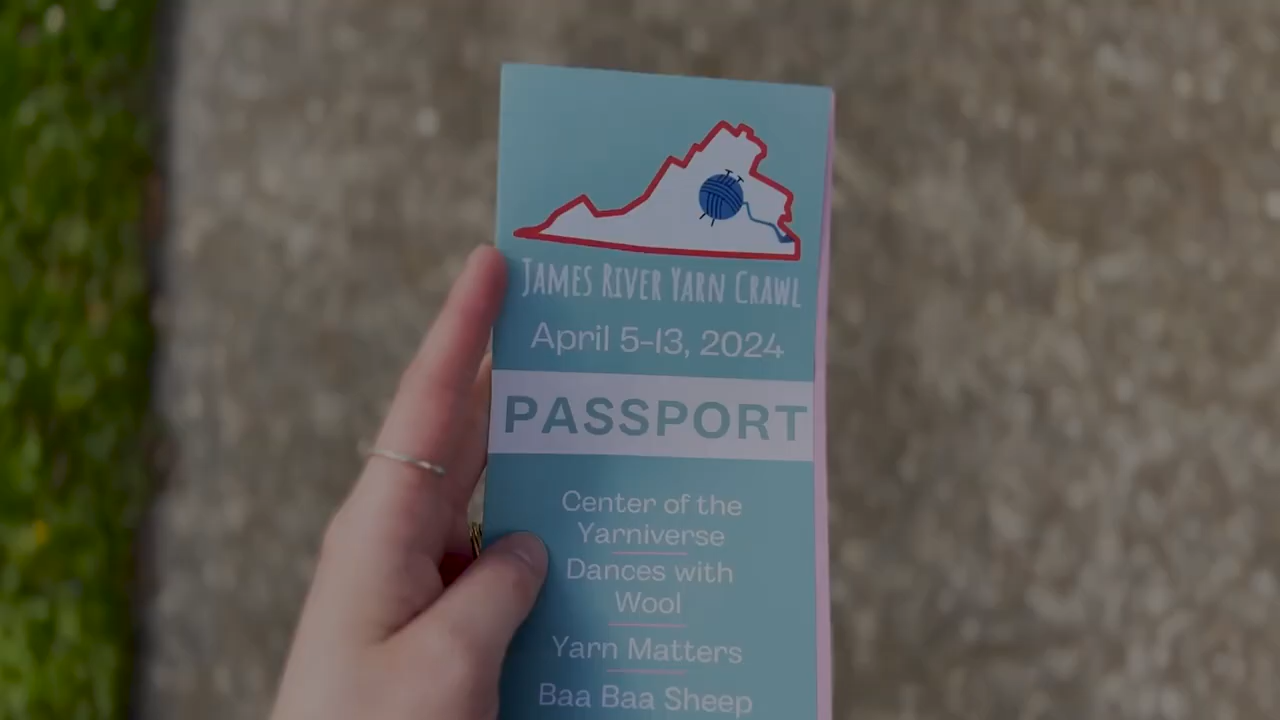 James River Yarn Crawl
April 5-13, 2024
PASSPORT
Center of the
Yarniverse
Dances with
Wool
Yarn Matters
Baa Baa Sheep